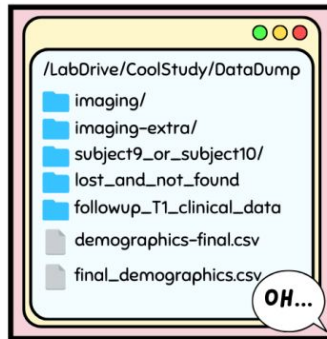 /LabDrive/CoolStudy/DataDump
imaging/
imaging-extra/
subject9_or_subject10/
lost_and_not_found
followup_T1_clinical_data
demographics-final.csv
final_demographics.csv
OH...